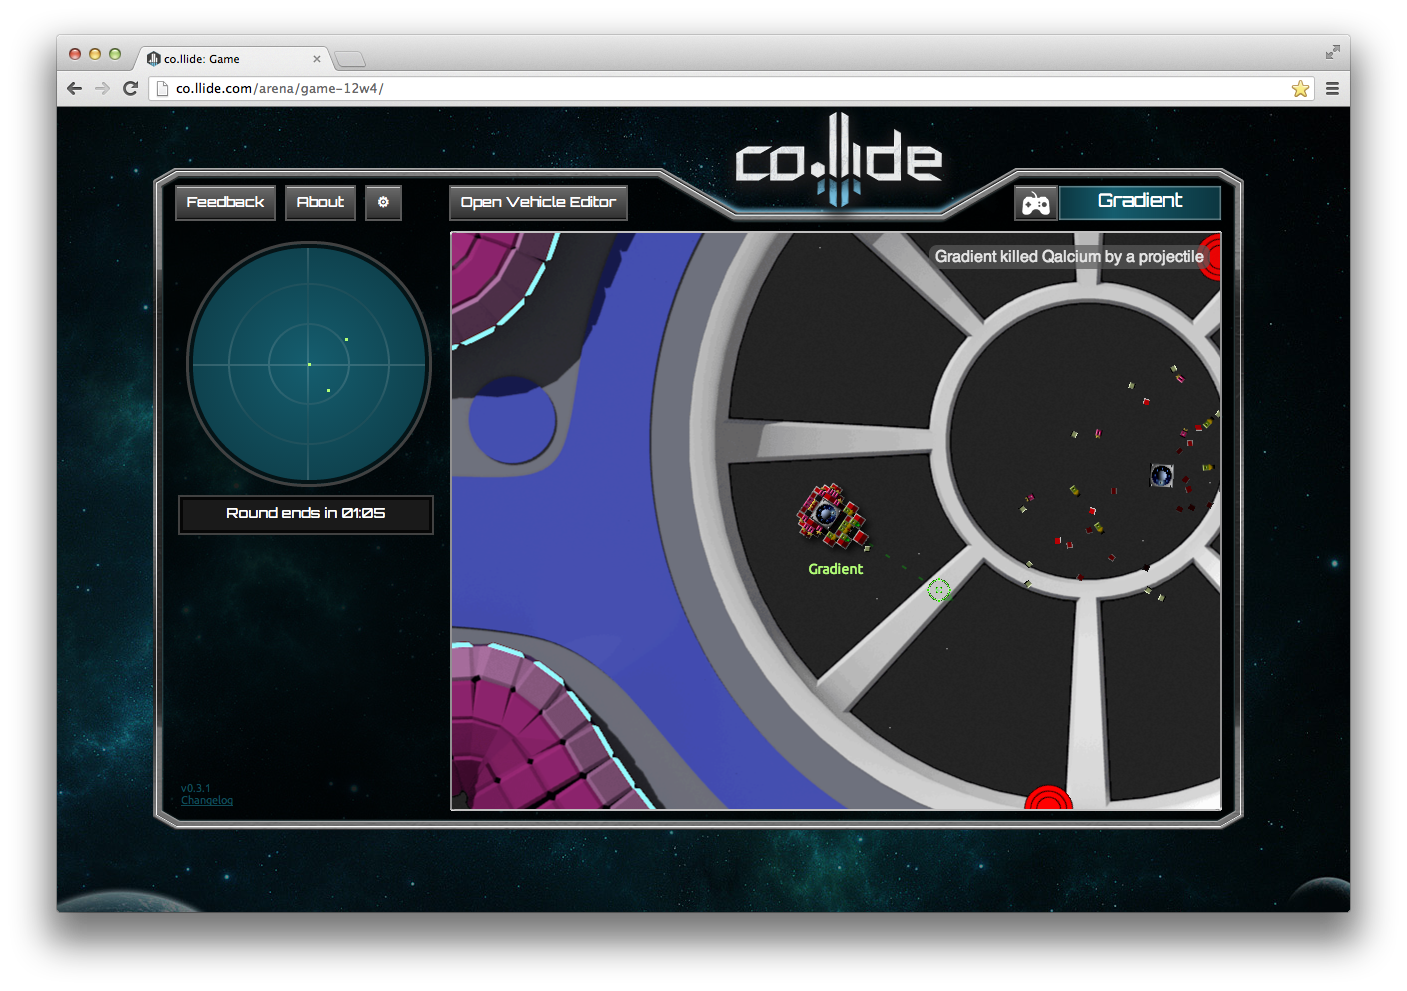 co.llide: Game
co.llide.com/arena/game-12w4/
co.llide
Feedback
About
Open Vehicle Editor
Gradient
Gradient killed Qalcium by a projectile
Round ends in 01:05
Gradient
v0.3.1
Changelog